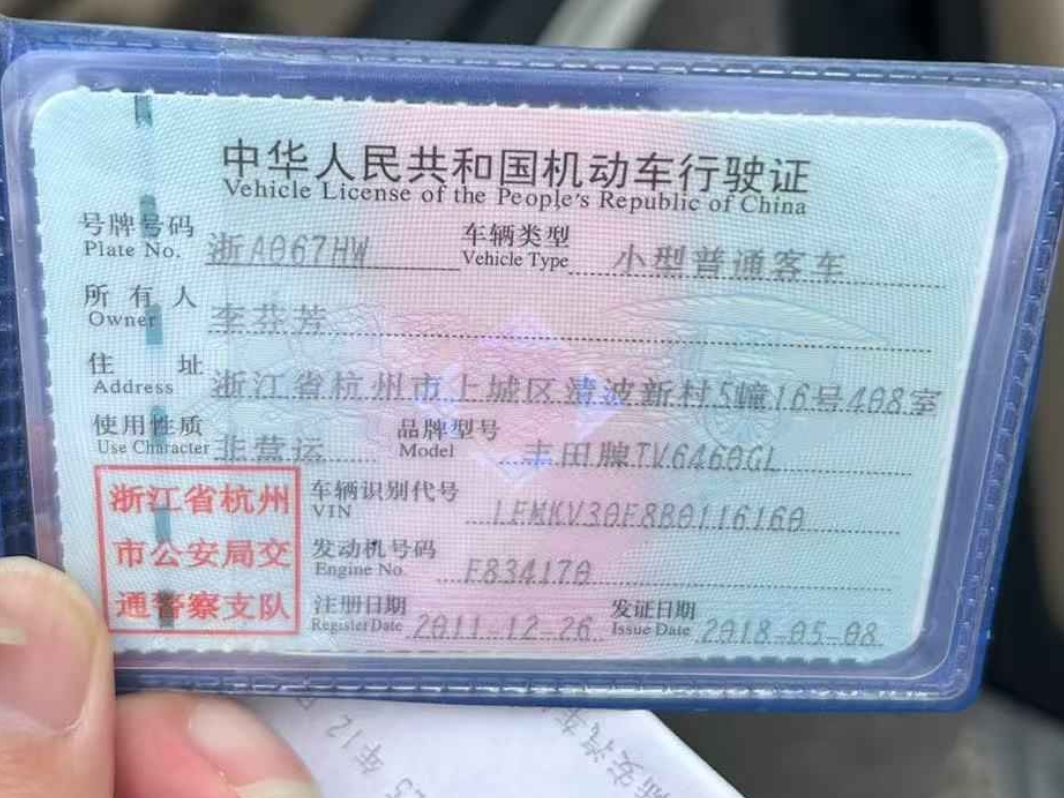 中华人民共和国机动车行驶证
Vehicle License of the People's Republic of China
号牌号码 浙A067HW 车辆类型 小型普通客车
Plate No. Vehicle Type
所有人 李芬芳
Owner
住址 浙江省杭州市上城区清波新村5幢16号408室
Address
使用性质 非营运 品牌型号 丰田牌TV6460GL
Use Character Model
浙江省杭州 车辆识别代号
VIN
市公安局交 发动机号码 F834170
Engine No.
通警察支队 注册日期 2011-12-26 发证日期 2018-05-08
Register Date Issue Date